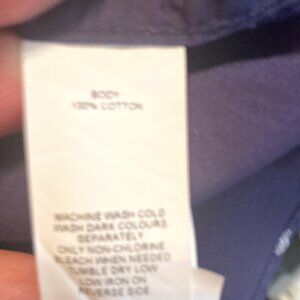 BODY
100% COTTON
MACHINE WASH COLD
WASH DARK COLOURS
SEPARATELY
ONLY NON-CHLORINE
BLEACH WHEN NEEDED
TUMBLE DRY LOW
LOW IRON ON
REVERSE SIDE